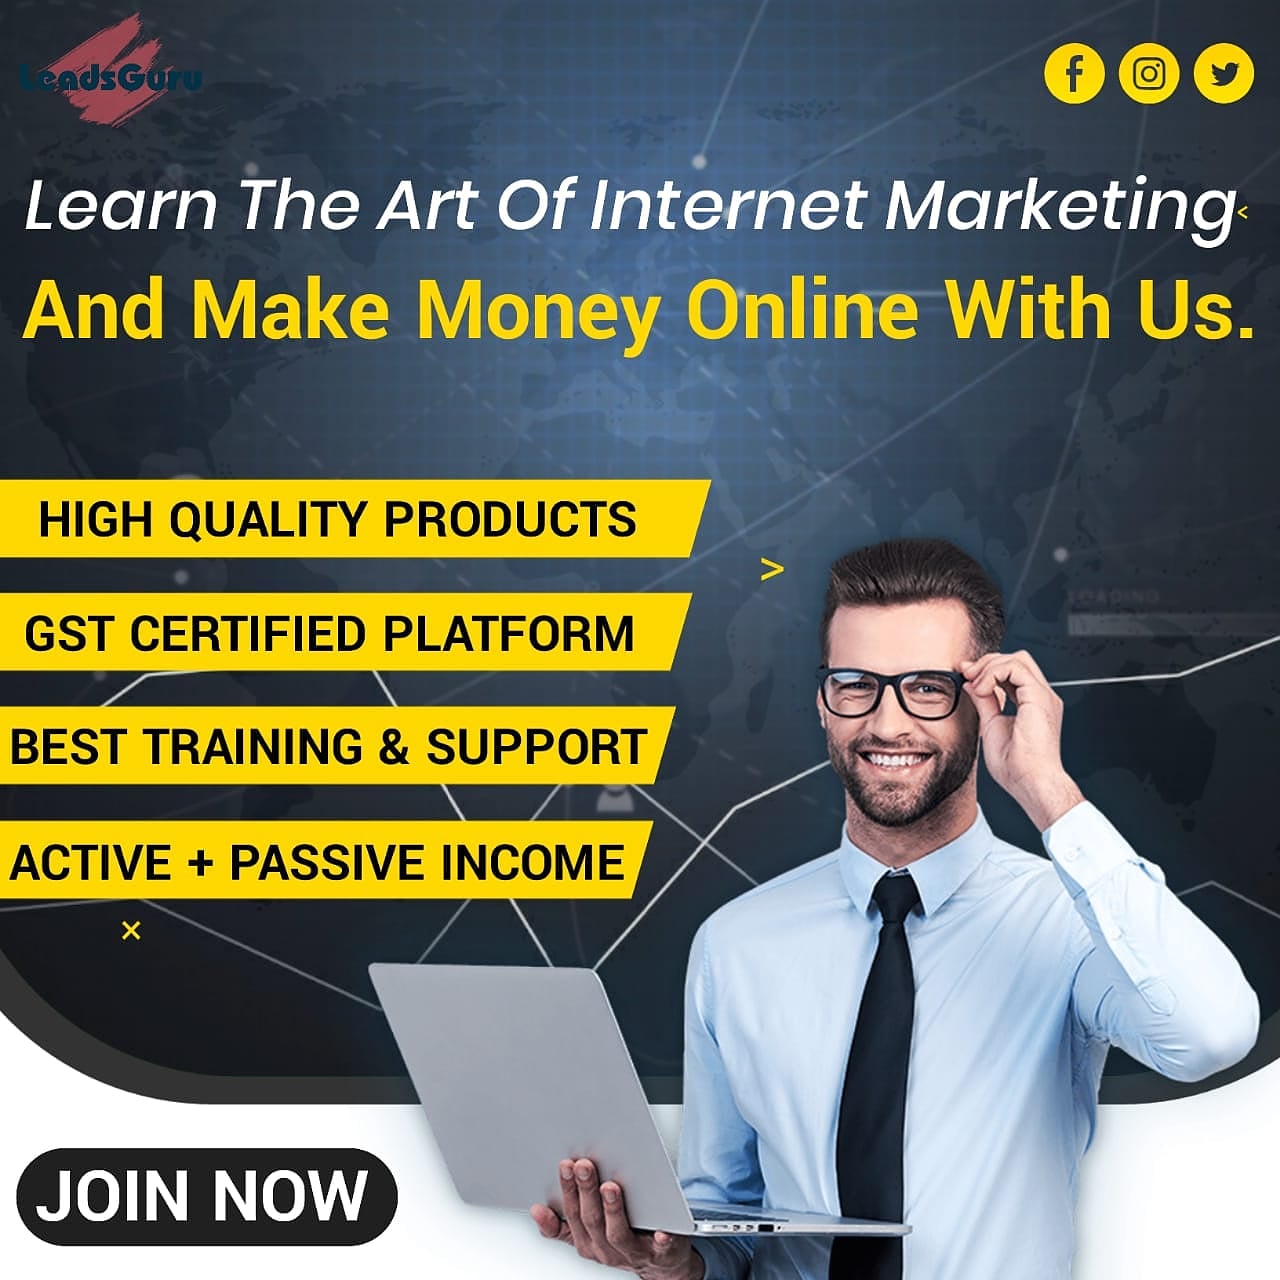 LeadsGuru
Learn The Art Of Internet Marketing
And Make Money Online With Us.
HIGH QUALITY PRODUCTS
GST CERTIFIED PLATFORM
BEST TRAINING & SUPPORT
ACTIVE + PASSIVE INCOME
LOADING
JOIN NOW